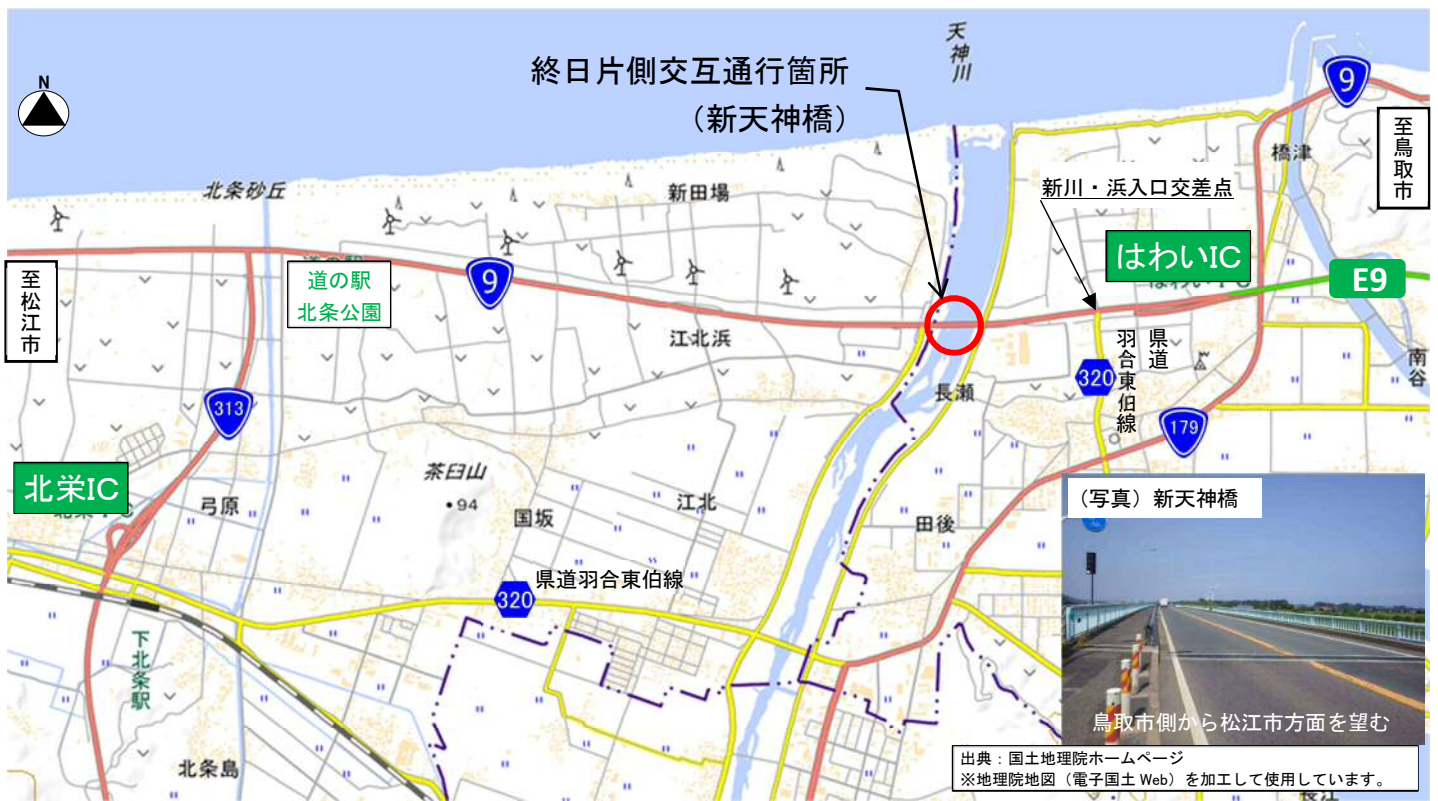 天神川
終日片側交互通行箇所
（新天神橋）
N
9
至鳥取市
橋津
北条砂丘
新田場
新川・浜入口交差点
はわいIC
E9
至松江市
道の駅
北条公園
9
江北浜
県道
羽合東伯線
320
南谷
長瀬
313
179
茶臼山
94
北栄IC
弓原
国坂
江北
田後
（写真）新天神橋
県道羽合東伯線
320
下北条駅
鳥取市側から松江市方面を望む
北条島
出典：国土地理院ホームページ
※地理院地図（電子国土 Web）を加工して使用しています。